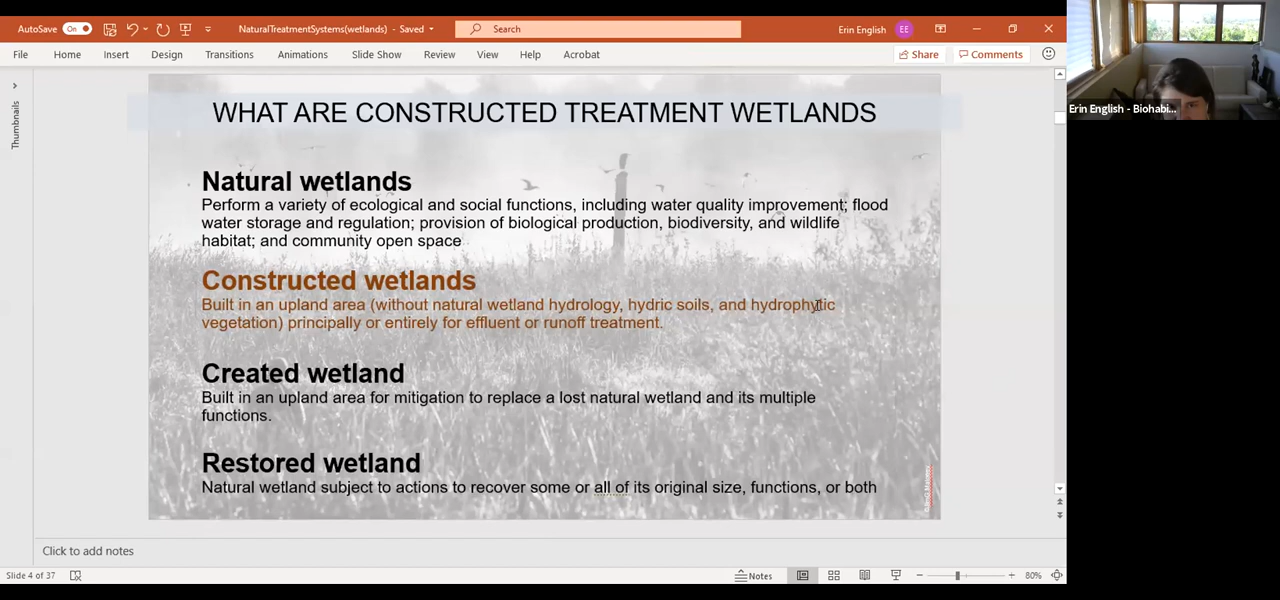 AutoSave On NaturalTreatmentSystems(wetlands) - Saved Search Erin English EE
File Home Insert Design Transitions Animations Slide Show Review View Help Acrobat Share Comments
Thumbnails
WHAT ARE CONSTRUCTED TREATMENT WETLANDS
Natural wetlands
Perform a variety of ecological and social functions, including water quality improvement; flood
water storage and regulation; provision of biological production, biodiversity, and wildlife
habitat; and community open space
Constructed wetlands
Built in an upland area (without natural wetland hydrology, hydric soils, and hydrophytic
vegetation) principally or entirely for effluent or runoff treatment.
Created wetland
Built in an upland area for mitigation to replace a lost natural wetland and its multiple
functions.
Restored wetland
Natural wetland subject to actions to recover some or all of its original size, functions, or both
Click to add notes
Slide 4 of 37 Notes 80%
Erin English - Biohabi...